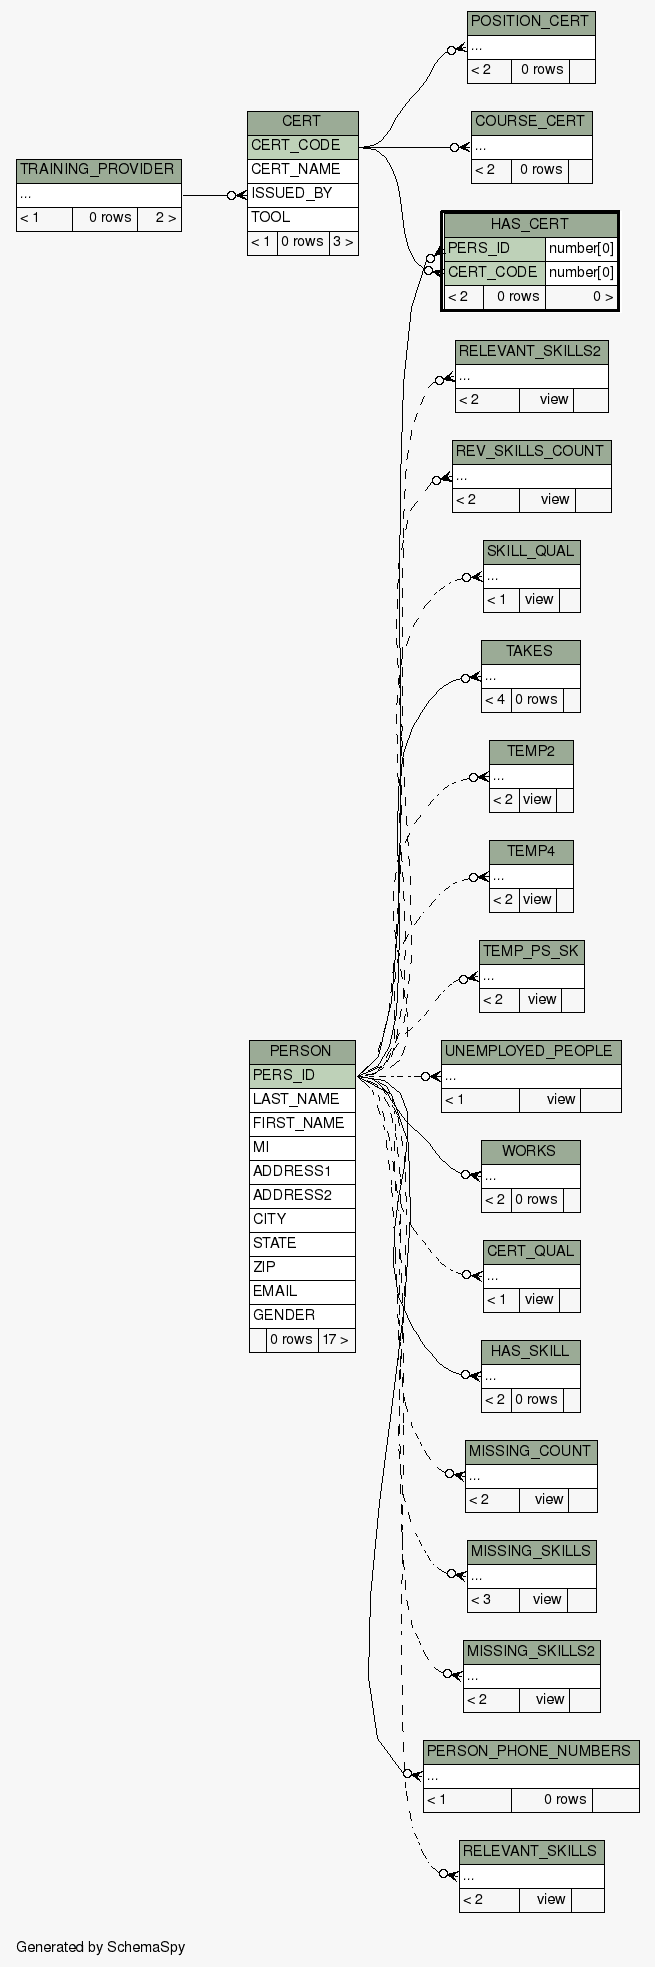 POSITION_CERT
...
< 2 0 rows
CERT
CERT_CODE
CERT_NAME
ISSUED_BY
TOOL
< 1 0 rows 3 >
COURSE_CERT
...
< 2 0 rows
TRAINING_PROVIDER
...
< 1 0 rows 2 >
HAS_CERT
PERS_ID number[0]
CERT_CODE number[0]
< 2 0 rows 0 >
RELEVANT_SKILLS2
...
< 2 view
REV_SKILLS_COUNT
...
< 2 view
SKILL_QUAL
...
< 1 view
TAKES
...
< 4 0 rows
TEMP2
...
< 2 view
TEMP4
...
< 2 view
TEMP_PS_SK
...
< 2 view
PERSON
PERS_ID
LAST_NAME
FIRST_NAME
MI
ADDRESS1
ADDRESS2
CITY
STATE
ZIP
EMAIL
GENDER
0 rows 17 >
UNEMPLOYED_PEOPLE
...
< 1 view
WORKS
...
< 2 0 rows
CERT_QUAL
...
< 1 view
HAS_SKILL
...
< 2 0 rows
MISSING_COUNT
...
< 2 view
MISSING_SKILLS
...
< 3 view
MISSING_SKILLS2
...
< 2 view
PERSON_PHONE_NUMBERS
...
< 1 0 rows
RELEVANT_SKILLS
...
< 2 view
Generated by SchemaSpy